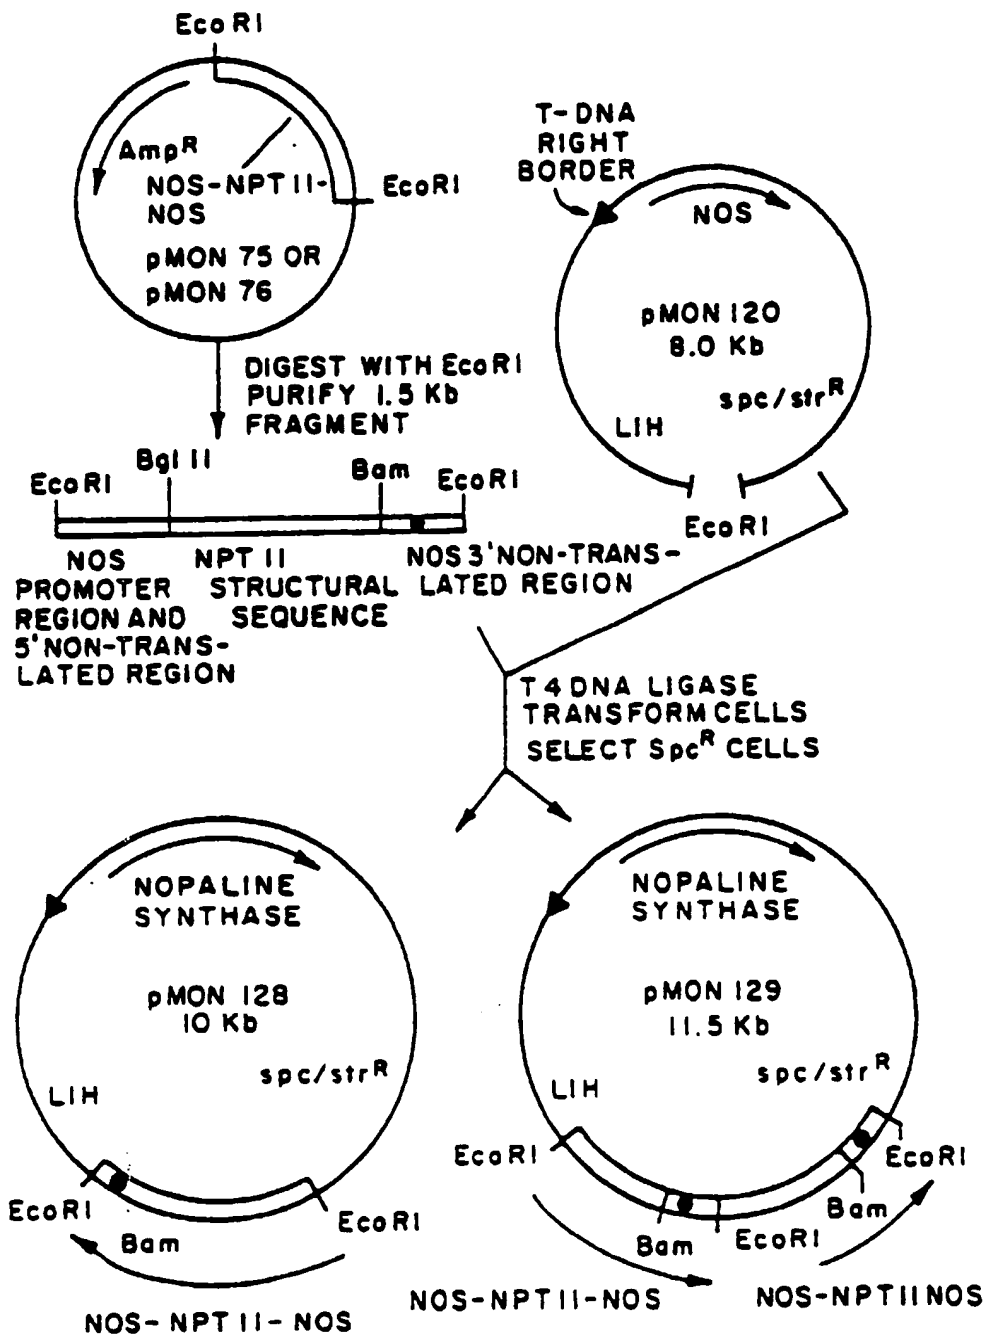 EcoRI
AmpR
NOS-NPTII-
NOS
EcoRI
pMON 75 OR
pMON 76
T-DNA
RIGHT
BORDER
NOS
pMON 120
8.0 Kb
spc/strR
LIH
EcoRI
DIGEST WITH EcoRI
PURIFY 1.5 Kb
FRAGMENT
EcoRI
Bgl II
Bam
EcoRI
NOS
PROMOTER
REGION AND
5'NON-TRANS-
LATED REGION
NPT II
STRUCTURAL
SEQUENCE
NOS 3'NON-TRANS-
LATED REGION
T4 DNA LIGASE
TRANSFORM CELLS
SELECT SpcR CELLS
NOPALINE
SYNTHASE
pMON 128
10 Kb
spc/strR
LIH
EcoRI
Bam
EcoRI
NOS-NPTII-NOS
NOPALINE
SYNTHASE
pMON 129
11.5 Kb
spc/strR
LIH
EcoRI
EcoRI
Bam
Bam
EcoRI
NOS-NPTII-NOS
NOS-NPTII NOS